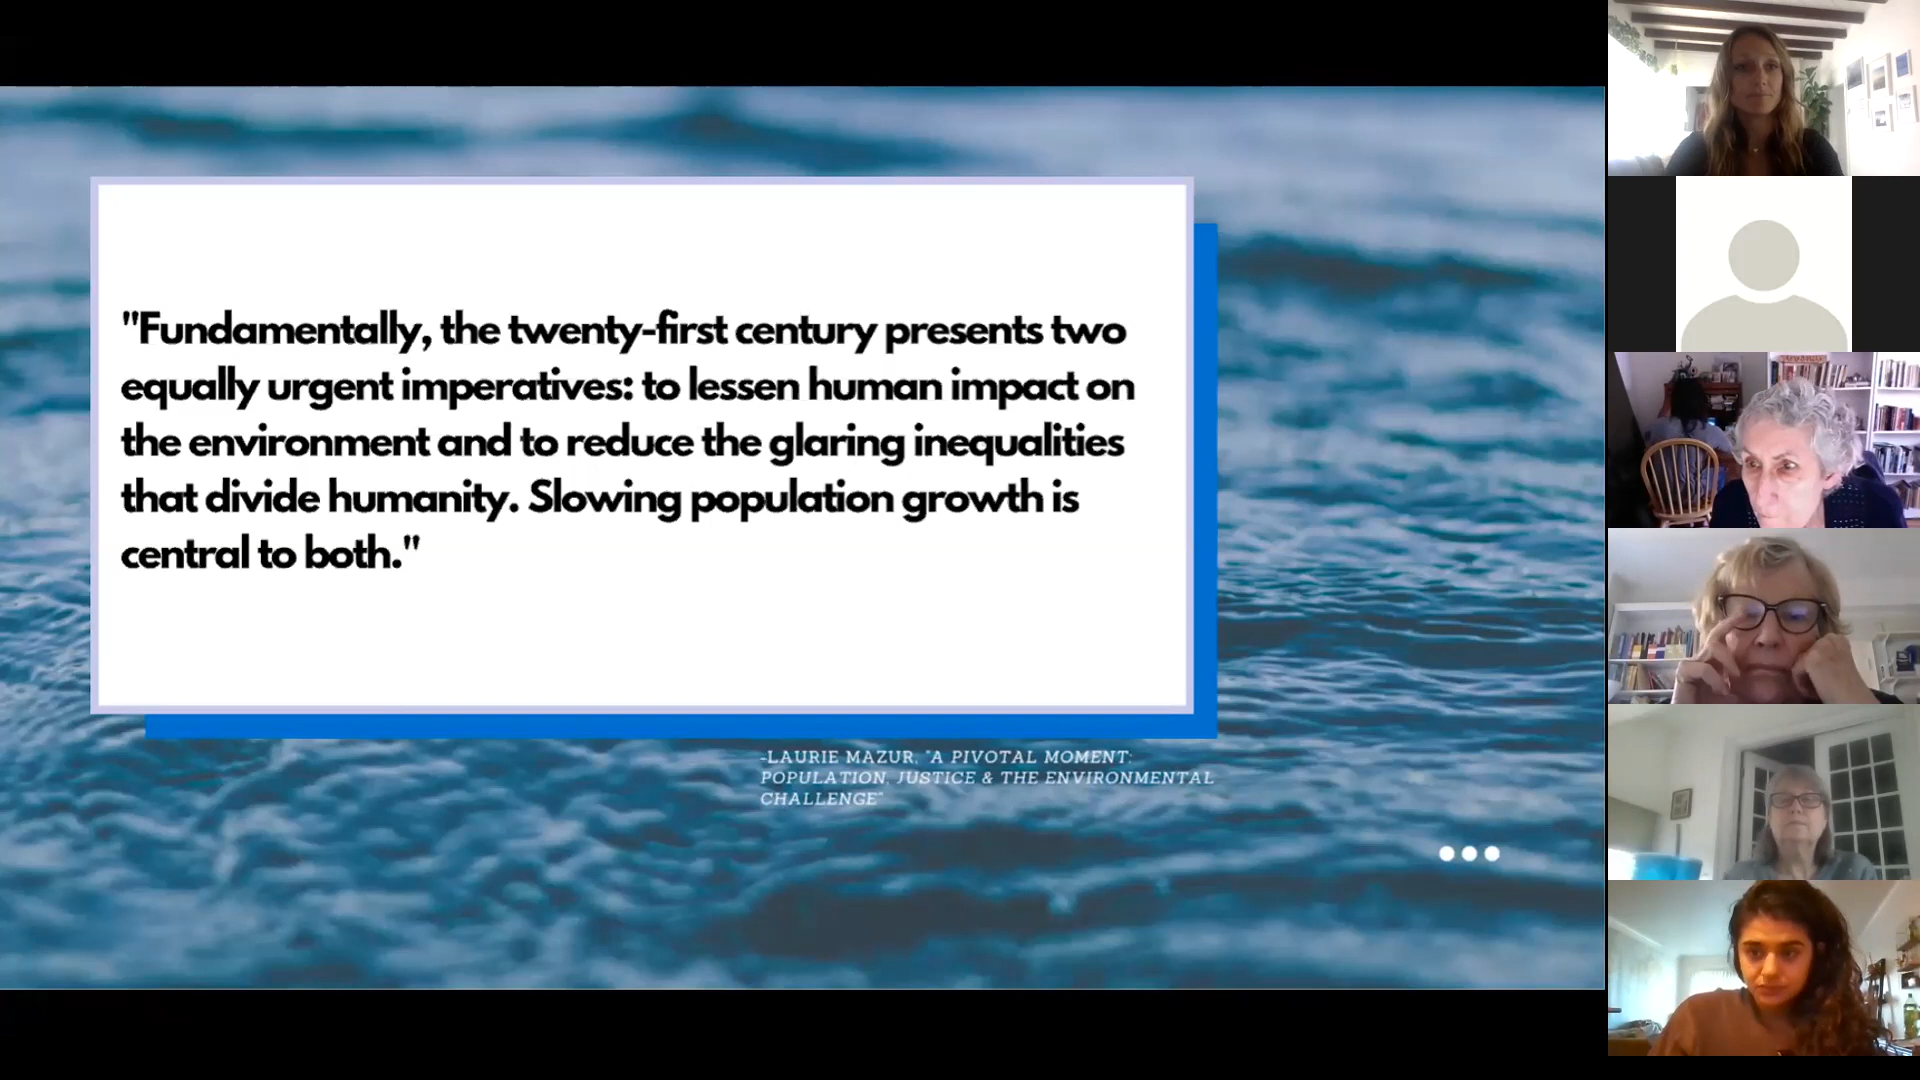 "Fundamentally, the twenty-first century presents two
equally urgent imperatives: to lessen human impact on
the environment and to reduce the glaring inequalities
that divide humanity. Slowing population growth is
central to both."
-LAURIE MAZUR, "A PIVOTAL MOMENT:
POPULATION, JUSTICE & THE ENVIRONMENTAL
CHALLENGE"